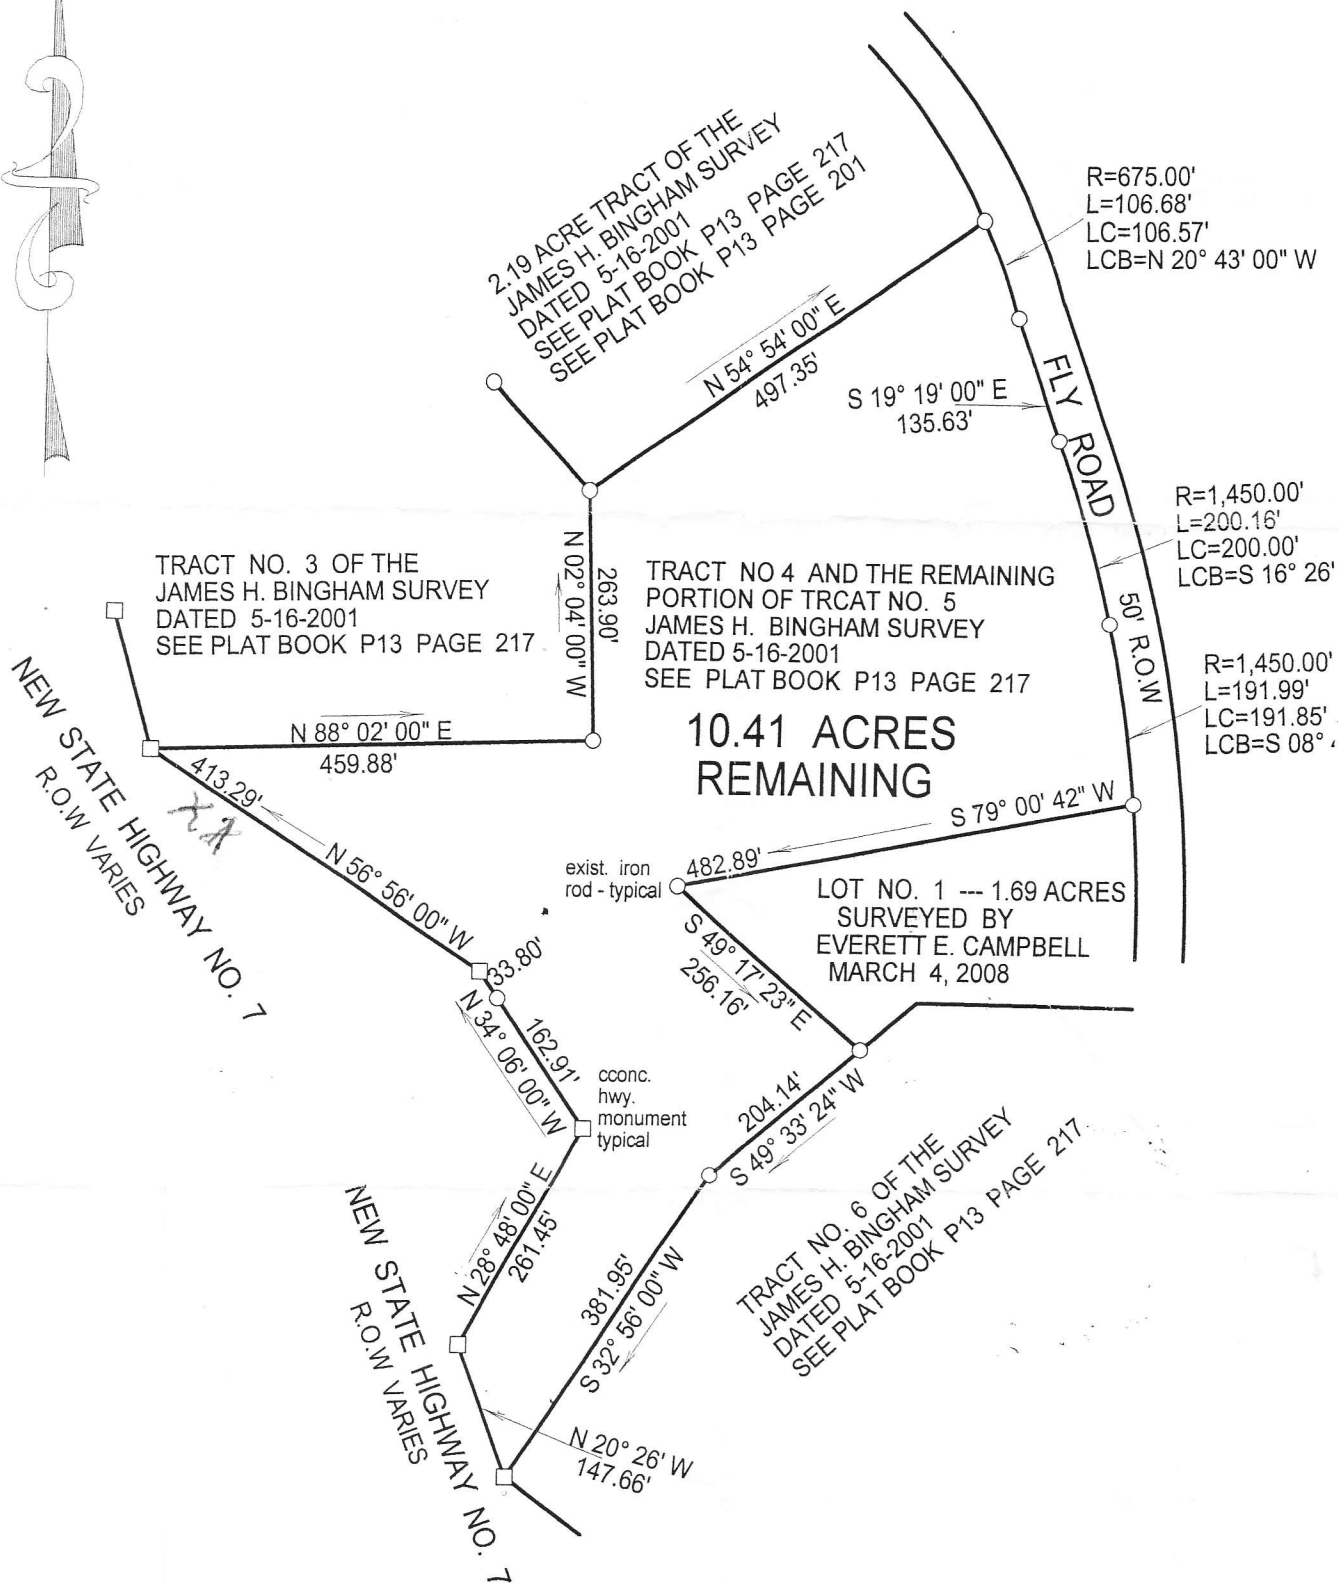 2.19 ACRE TRACT OF THE
JAMES H. BINGHAM SURVEY
DATED 5-16-2001
SEE PLAT BOOK P13 PAGE 217
SEE PLAT BOOK P13 PAGE 201
R=675.00'
L=106.68'
LC=106.57'
LCB=N 20° 43' 00" W
N 54° 54' 00" E
497.35'
S 19° 19' 00" E
135.63'
FLY ROAD
50' R.O.W
R=1,450.00'
L=200.16'
LC=200.00'
LCB=S 16° 26'
R=1,450.00'
L=191.99'
LC=191.85'
LCB=S 08°
TRACT NO. 3 OF THE
JAMES H. BINGHAM SURVEY
DATED 5-16-2001
SEE PLAT BOOK P13 PAGE 217
N 02° 04' 00" W
263.90'
TRACT NO 4 AND THE REMAINING
PORTION OF TRCAT NO. 5
JAMES H. BINGHAM SURVEY
DATED 5-16-2001
SEE PLAT BOOK P13 PAGE 217
10.41 ACRES
REMAINING
N 88° 02' 00" E
459.88'
NEW STATE HIGHWAY NO. 7
R.O.W VARIES
413.29'
N 56° 56' 00" W
S 79° 00' 42" W
482.89'
exist. iron
rod - typical
LOT NO. 1 --- 1.69 ACRES
SURVEYED BY
EVERETT E. CAMPBELL
MARCH 4, 2008
S 49° 17' 23" E
256.16'
33.80'
N 34° 06' 00" W
162.91'
cconc.
hwy.
monument
typical
204.14'
S 49° 33' 24" W
N 28° 48' 00" E
261.45'
381.95'
S 32° 56' 00" W
TRACT NO. 6 OF THE
JAMES H. BINGHAM SURVEY
DATED 5-16-2001
SEE PLAT BOOK P13 PAGE 217
NEW STATE HIGHWAY NO. 7
R.O.W VARIES
N 20° 26' W
147.66'